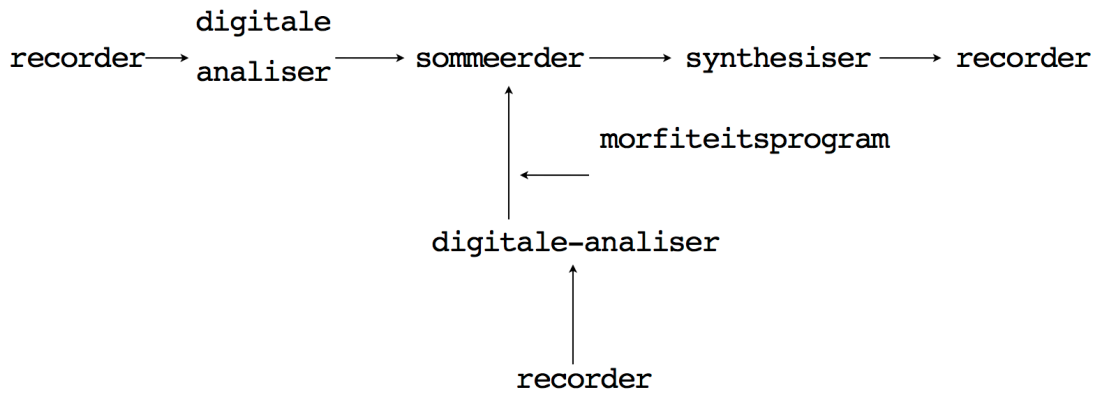 digitale
recorder analiser sommeerder synthesiser recorder
morfiteitsprogram
digitale-analiser
recorder